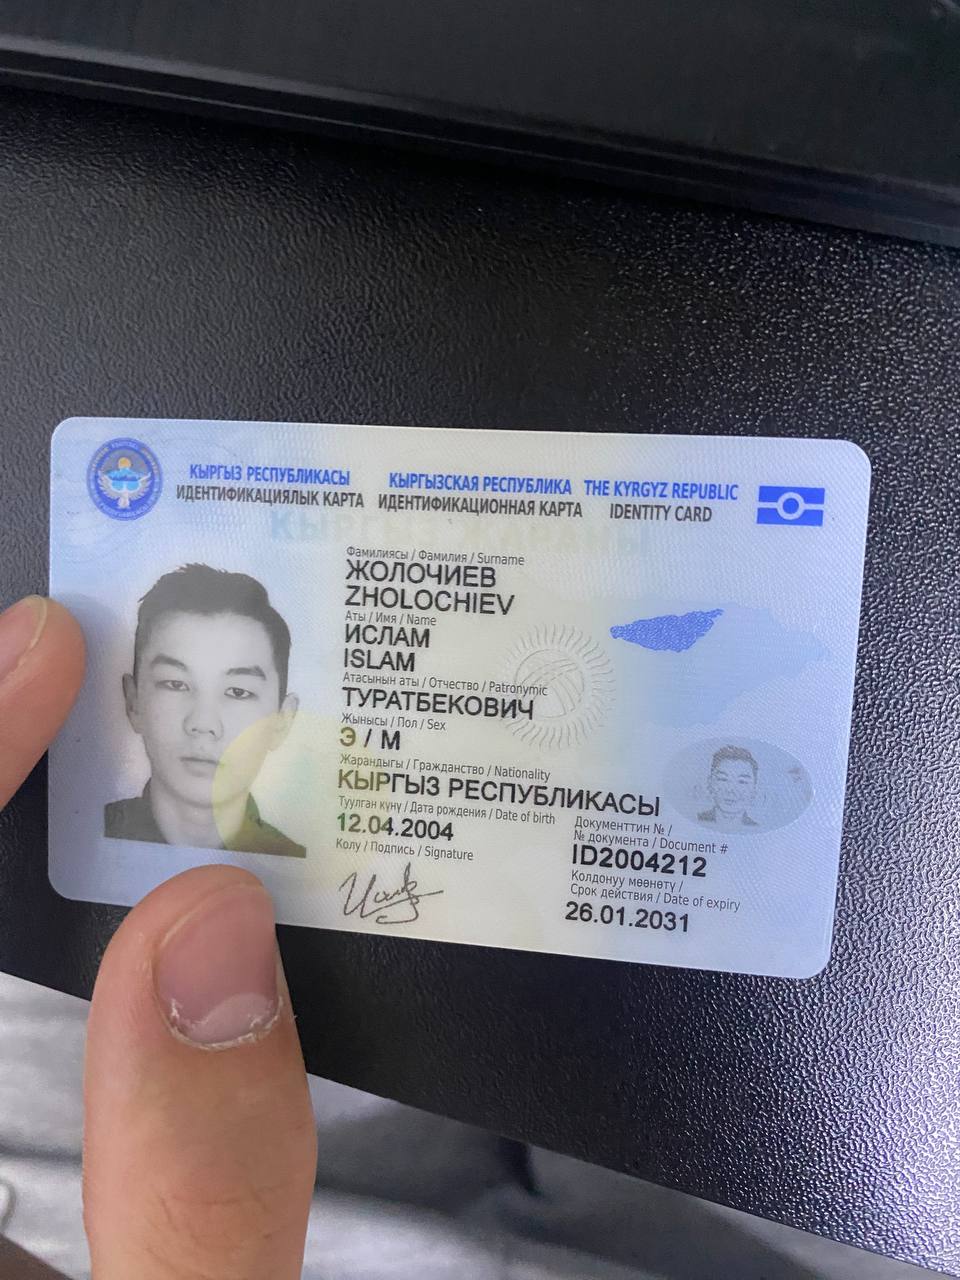 КЫРГЫЗ РЕСПУБЛИКАСЫ КЫРГЫЗСКАЯ РЕСПУБЛИКА THE KYRGYZ REPUBLIC
ИДЕНТИФИКАЦИЯЛЫК КАРТА ИДЕНТИФИКАЦИОННАЯ КАРТА IDENTITY CARD
КЫРГЫЗ ЖАРАНЫ
Фамилиясы / Фамилия / Surname
ЖОЛОЧИЕВ
ZHOLOCHIEV
Аты / Имя / Name
ИСЛАМ
ISLAM
Атасынын аты / Отчество / Patronymic
ТУРАТБЕКОВИЧ
Жынысы / Пол / Sex
Э / М
Жарандыгы / Гражданство / Nationality
КЫРГЫЗ РЕСПУБЛИКАСЫ
Туулган күнү / Дата рождения / Date of birth
12.04.2004
Колу / Подпись / Signature
Документтин № /
№ документа / Document #
ID2004212
Колдонуу мөөнөтү /
Срок действия / Date of expiry
26.01.2031